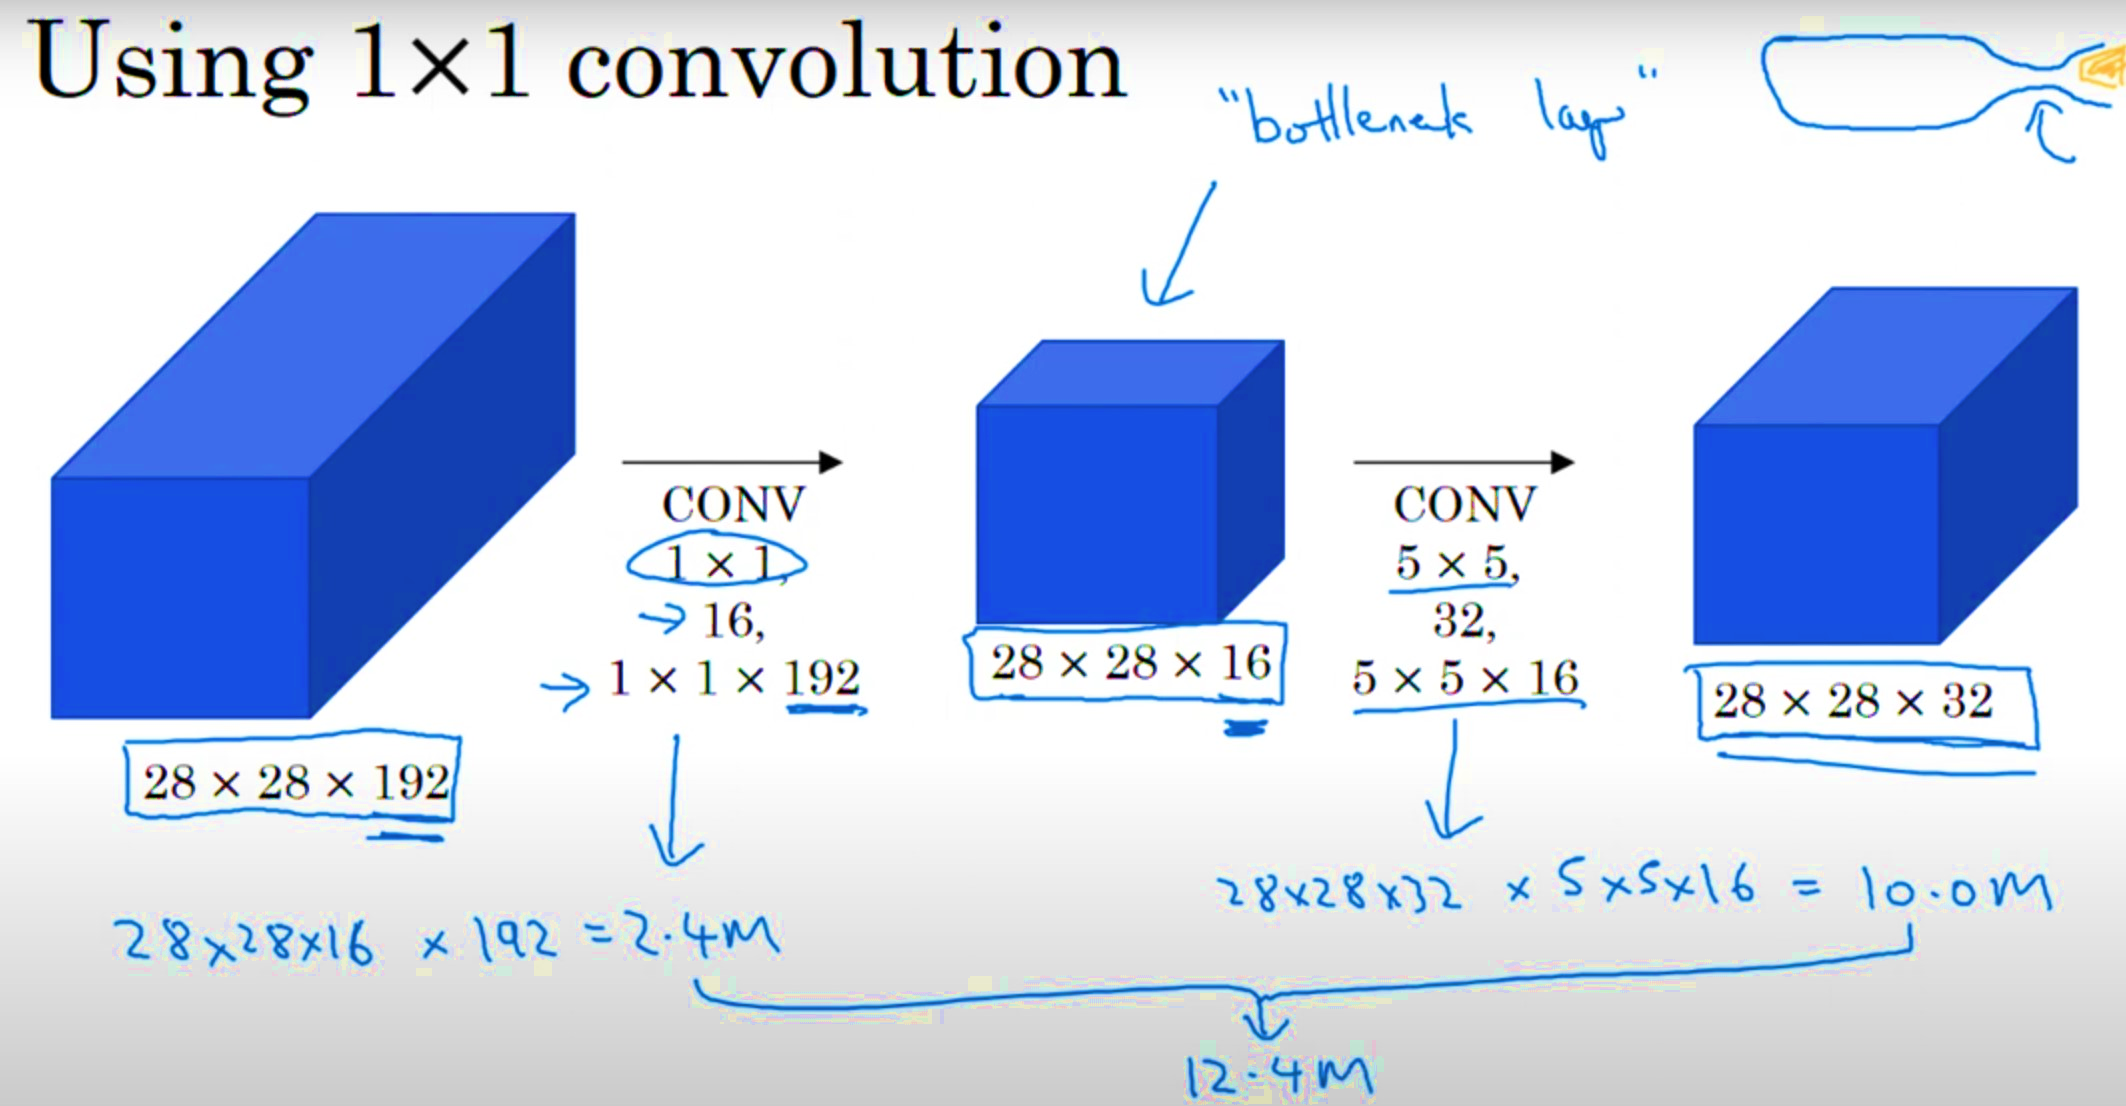 Using 1×1 convolution
"bottleneck layer"
CONV
1 × 1,
→ 16,
→ 1 × 1 × 192
CONV
5 × 5,
32,
5 × 5 × 16
28 × 28 × 192
28 × 28 × 16
28 × 28 × 32
28×28×16 × 192 = 2.4M
28×28×32 × 5×5×16 = 10.0M
12.4M